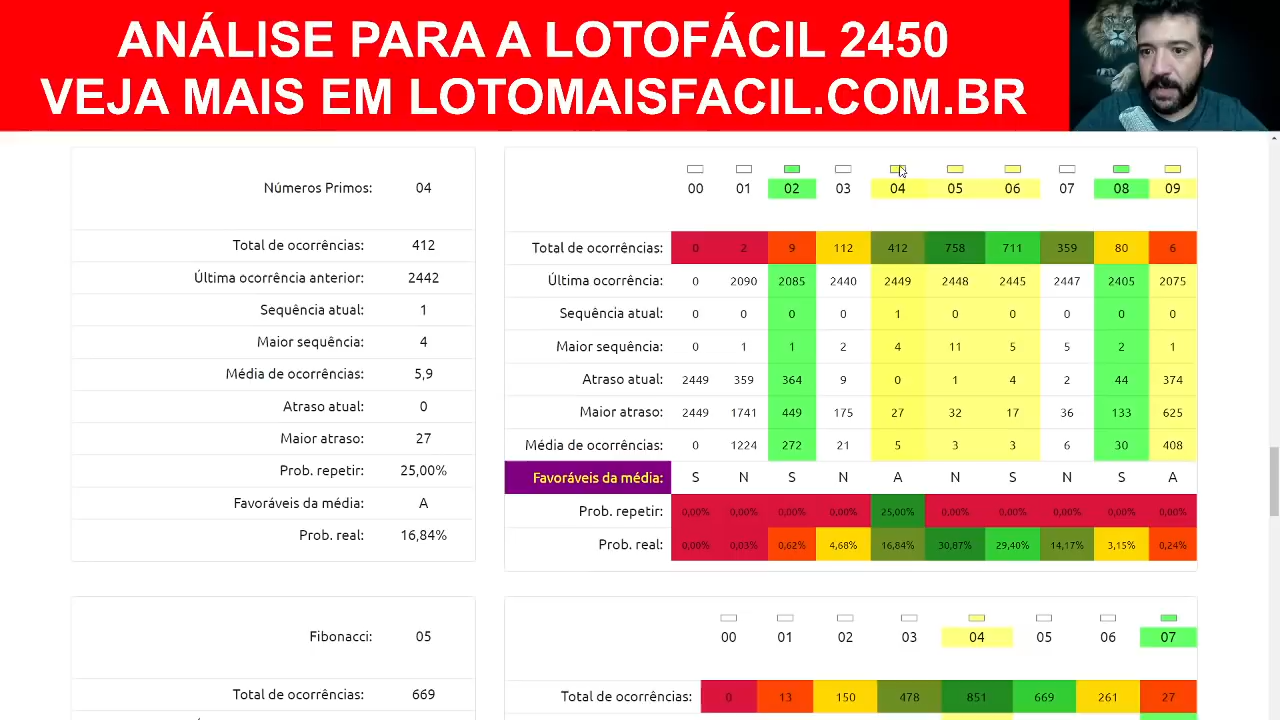 ANÁLISE PARA A LOTOFÁCIL 2450
VEJA MAIS EM LOTOMAISFACIL.COM.BR
Números Primos: 04
Total de ocorrências: 412
Última ocorrência anterior: 2442
Sequência atual: 1
Maior sequência: 4
Média de ocorrências: 5,9
Atraso atual: 0
Maior atraso: 27
Prob. repetir: 25,00%
Favoráveis da média: A
Prob. real: 16,84%
00 01 02 03 04 05 06 07 08 09
Total de ocorrências: 0 2 9 112 412 758 711 359 80 6
Última ocorrência: 0 2090 2085 2440 2449 2448 2445 2447 2405 2075
Sequência atual: 0 0 0 0 1 0 0 0 0 0
Maior sequência: 0 1 1 2 4 11 5 5 2 1
Atraso atual: 2449 359 364 9 0 1 4 2 44 374
Maior atraso: 2449 1741 449 175 27 32 17 36 133 625
Média de ocorrências: 0 1224 272 21 5 3 3 6 30 408
Favoráveis da média: S N S N A N S N S A
Prob. repetir: 0,00% 0,00% 0,00% 0,00% 25,00% 0,00% 0,00% 0,00% 0,00% 0,00%
Prob. real: 0,00% 0,03% 0,62% 4,68% 16,84% 30,87% 29,40% 14,17% 3,15% 0,24%
Fibonacci: 05
Total de ocorrências: 669
00 01 02 03 04 05 06 07
Total de ocorrências: 0 13 150 478 851 669 261 27